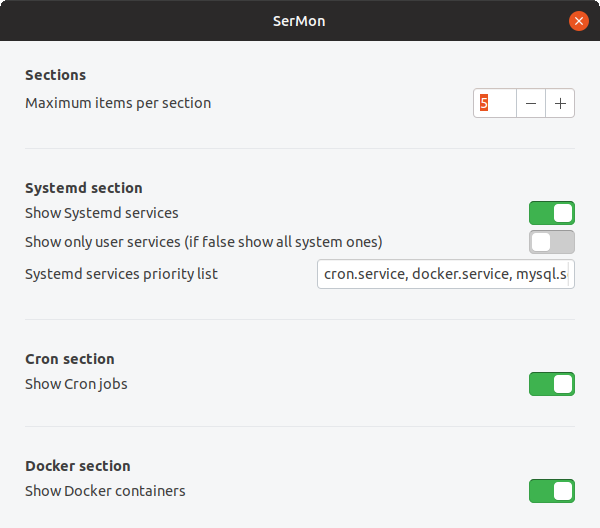 SerMon
Sections
Maximum items per section
5
Systemd section
Show Systemd services
Show only user services (if false show all system ones)
Systemd services priority list
cron.service, docker.service, mysql.s
Cron section
Show Cron jobs
Docker section
Show Docker containers